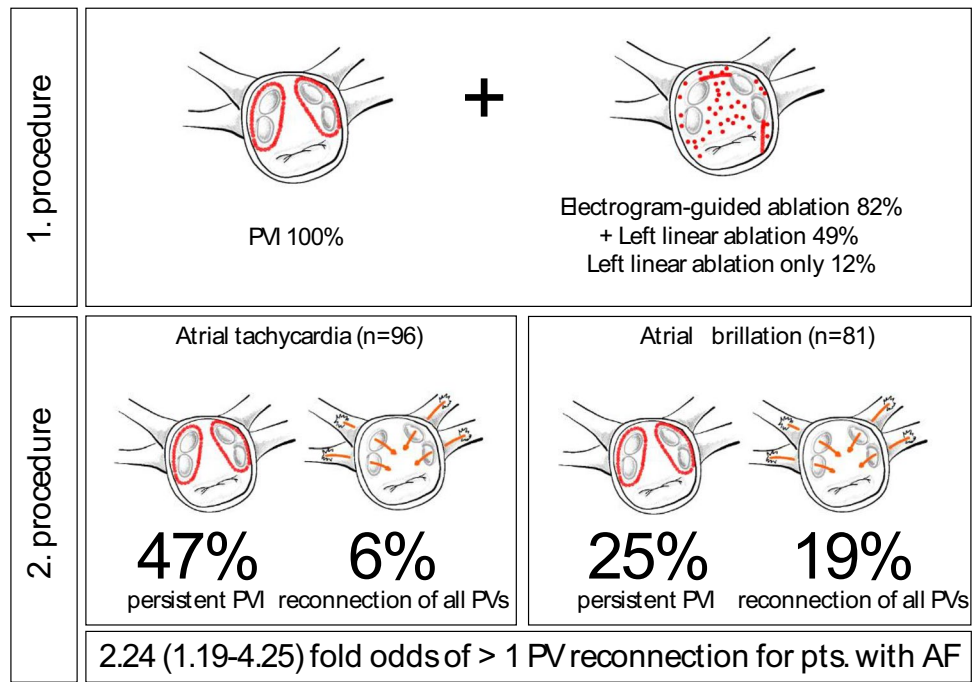 1. procedure
PVI 100%
+
Electrogram-guided ablation 82%
+ Left linear ablation 49%
Left linear ablation only 12%
2. procedure
Atrial tachycardia (n=96)
47%
persistent PVI
6%
reconnection of all PVs
Atrial brillation (n=81)
25%
persistent PVI
19%
reconnection of all PVs
2.24 (1.19-4.25) fold odds of > 1 PV reconnection for pts. with AF